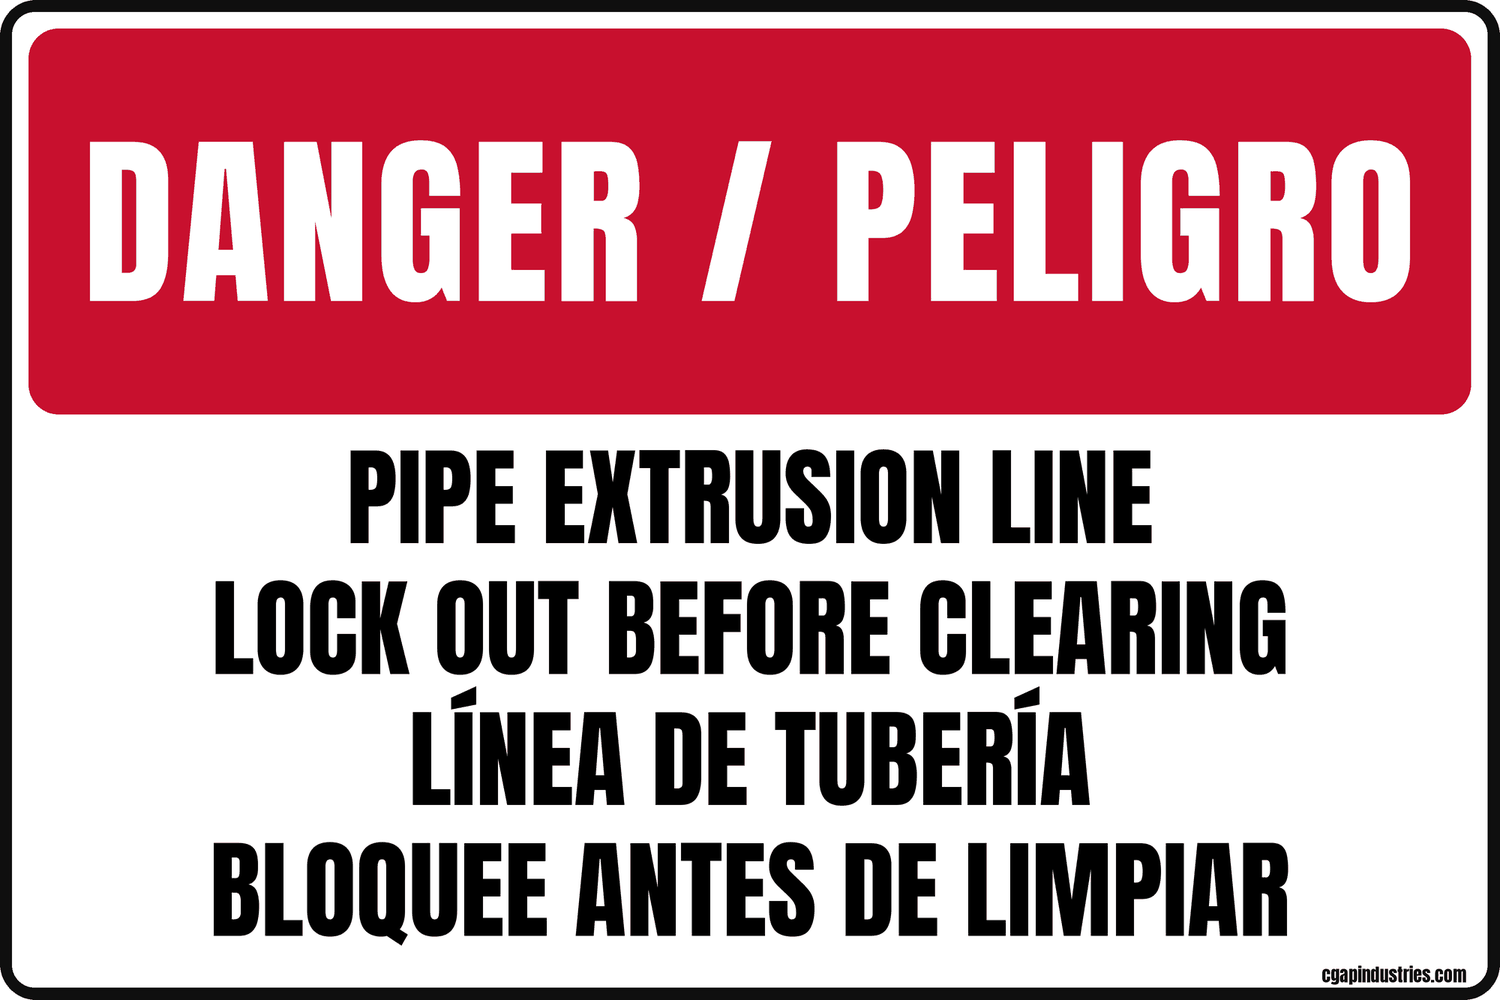 DANGER / PELIGRO
PIPE EXTRUSION LINE
LOCK OUT BEFORE CLEARING
LÍNEA DE TUBERÍA
BLOQUEE ANTES DE LIMPIAR
cgapindustries.com